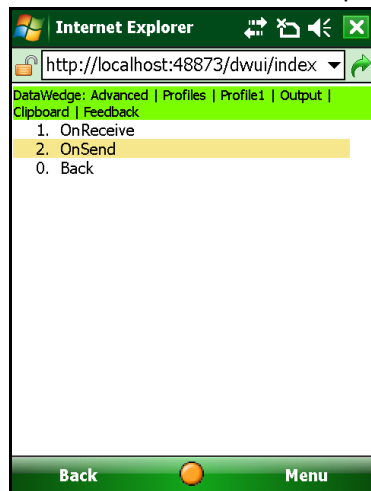 Internet Explorer
http://localhost:48873/dwui/index
DataWedge: Advanced | Profiles | Profile1 | Output |
Clipboard | Feedback
1. OnReceive
2. OnSend
0. Back
Back Menu